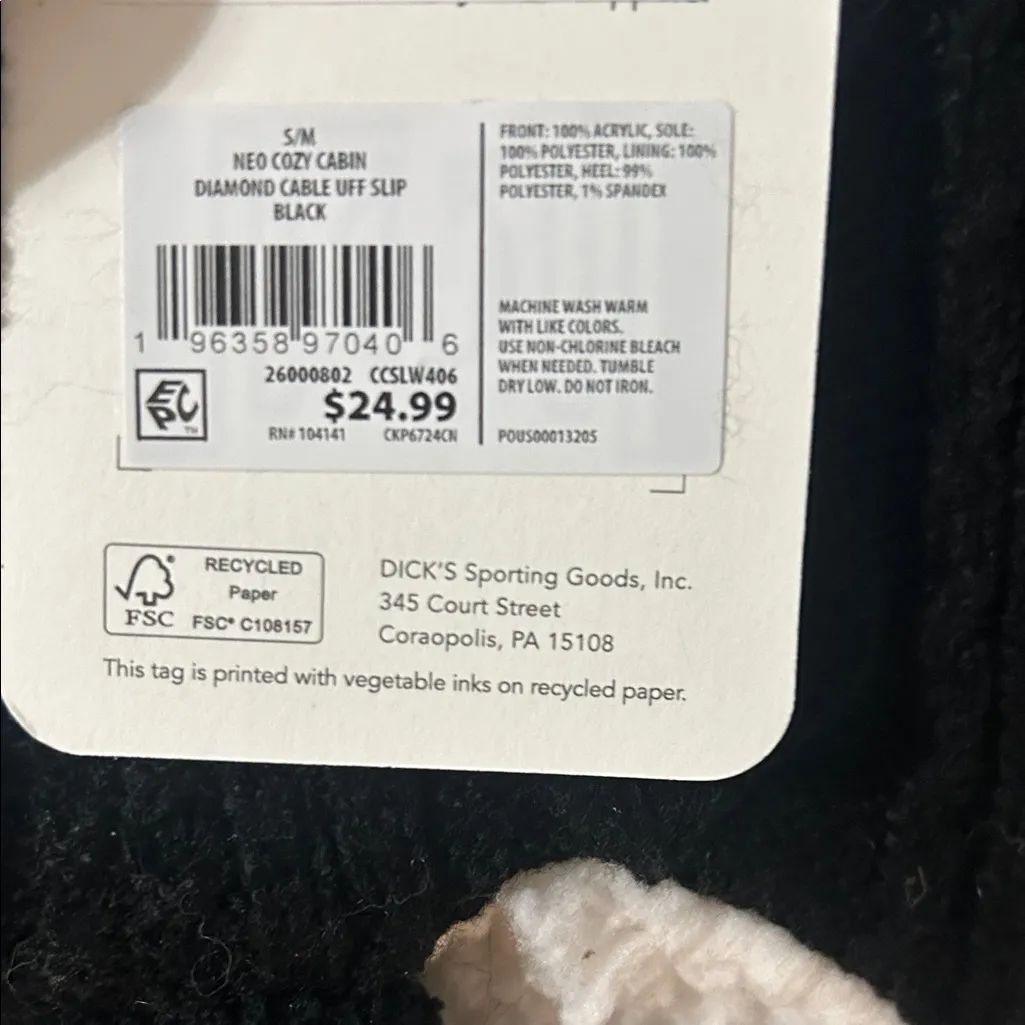 S/M
NEO COZY CABIN
DIAMOND CABLE UFF SLIP
BLACK
1 96358 97040 6
26000802 CCSLW406
$24.99
RN# 104141 CKP6724CN
EPC™
FRONT: 100% ACRYLIC, SOLE:
100% POLYESTER, LINING: 100%
POLYESTER, HEEL: 99%
POLYESTER, 1% SPANDEX
MACHINE WASH WARM
WITH LIKE COLORS.
USE NON-CHLORINE BLEACH
WHEN NEEDED. TUMBLE
DRY LOW. DO NOT IRON.
POUS00013205
RECYCLED
Paper
FSC® C108157
FSC
DICK'S Sporting Goods, Inc.
345 Court Street
Coraopolis, PA 15108
This tag is printed with vegetable inks on recycled paper.